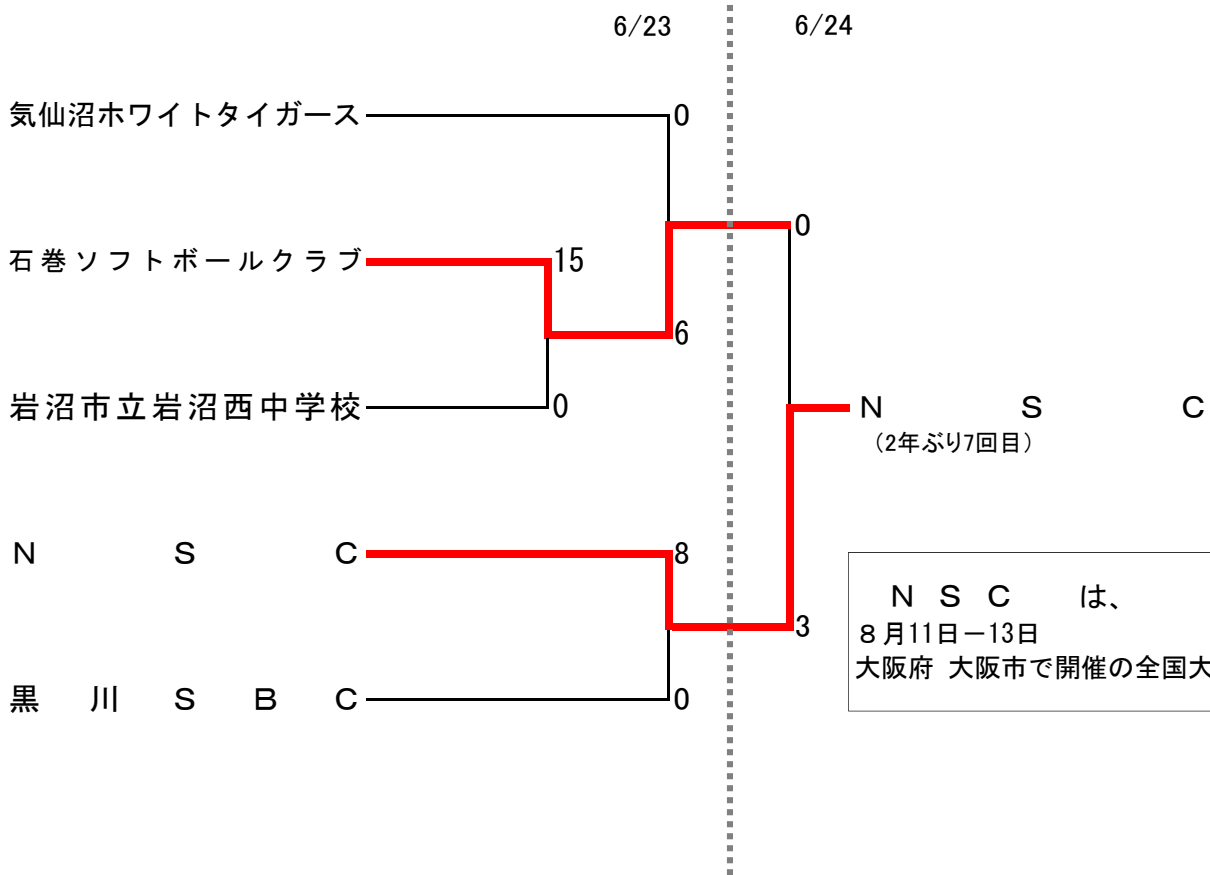 6/23
6/24
気仙沼ホワイトタイガース
0
0
石巻ソフトボールクラブ
15
6
岩沼市立岩沼西中学校
0
Ｎ Ｓ Ｃ
（2年ぶり7回目）
Ｎ Ｓ Ｃ
8
Ｎ Ｓ Ｃ は、
3
８月11日－13日
大阪府 大阪市で開催の全国大
黒川ＳＢＣ
0